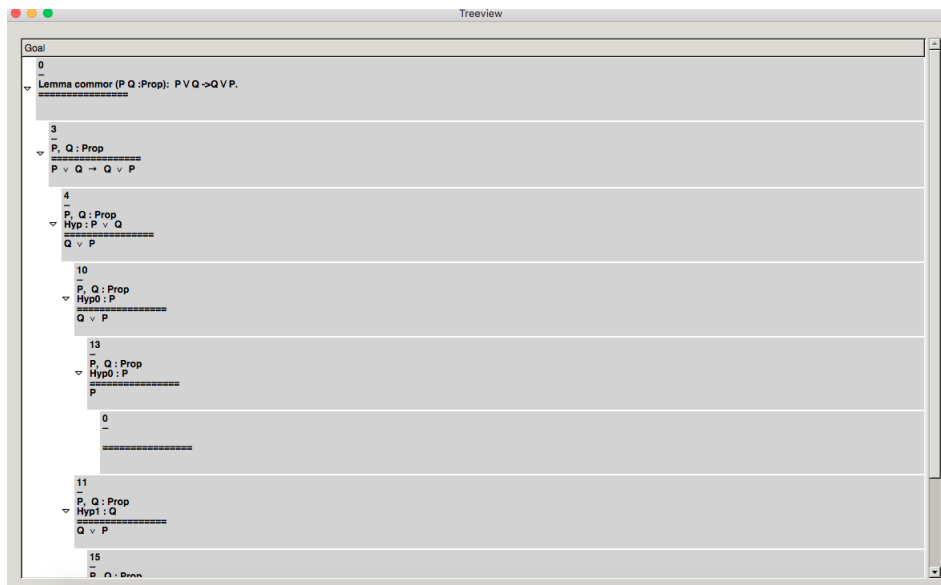 Treeview
Goal
0
–
Lemma commor (P Q :Prop): P V Q ->Q V P.
================
3
–
P, Q : Prop
================
P ∨ Q → Q ∨ P
4
–
P, Q : Prop
Hyp : P ∨ Q
================
Q ∨ P
10
–
P, Q : Prop
Hyp0 : P
================
Q ∨ P
13
–
P, Q : Prop
Hyp0 : P
================
P
0
–
================
11
–
P, Q : Prop
Hyp1 : Q
================
Q ∨ P
15
–
P, Q : Prop